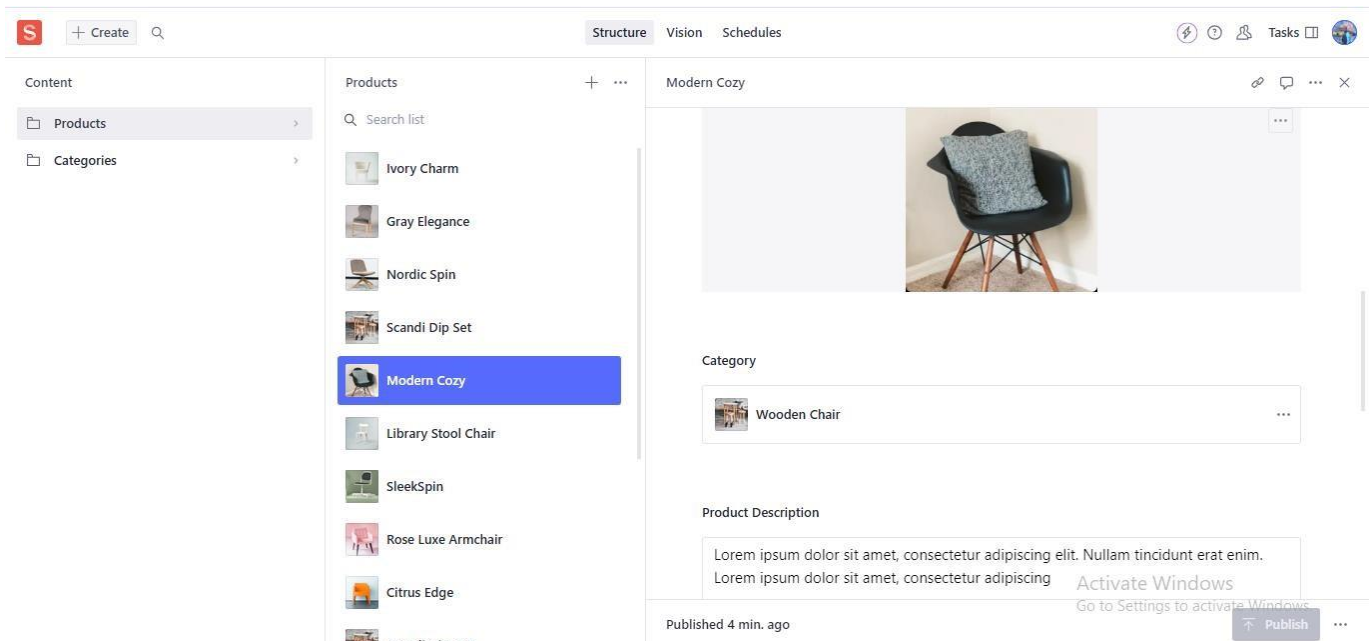 S
Create
Structure
Vision
Schedules
Tasks
Content
Products
Categories
Products
Search list
Ivory Charm
Gray Elegance
Nordic Spin
Scandi Dip Set
Modern Cozy
Library Stool Chair
SleekSpin
Rose Luxe Armchair
Citrus Edge
Modern Cozy
Category
Wooden Chair
Product Description
Lorem ipsum dolor sit amet, consectetur adipiscing elit. Nullam tincidunt erat enim.
Lorem ipsum dolor sit amet, consectetur adipiscing
Activate Windows
Go to Settings to activate Windows.
Published 4 min. ago
Publish